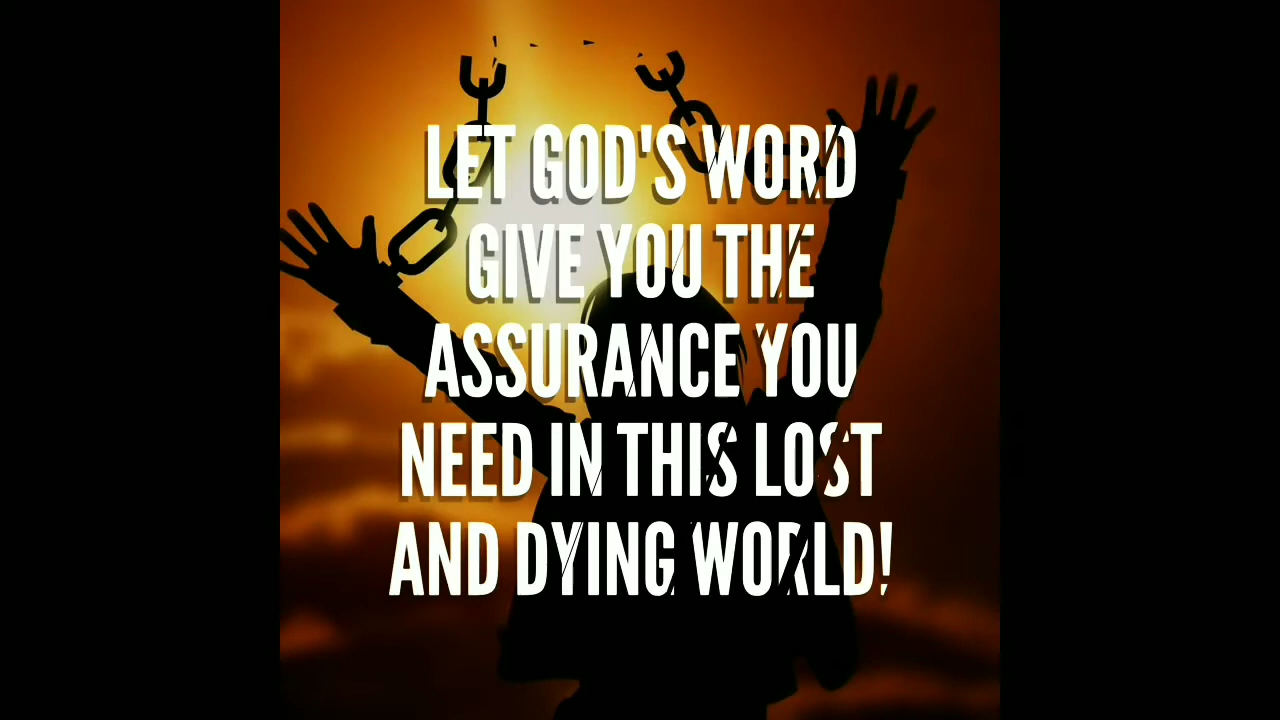 LET GOD'S WORD
GIVE YOU THE
ASSURANCE YOU
NEED IN THIS LOST
AND DYING WORLD!